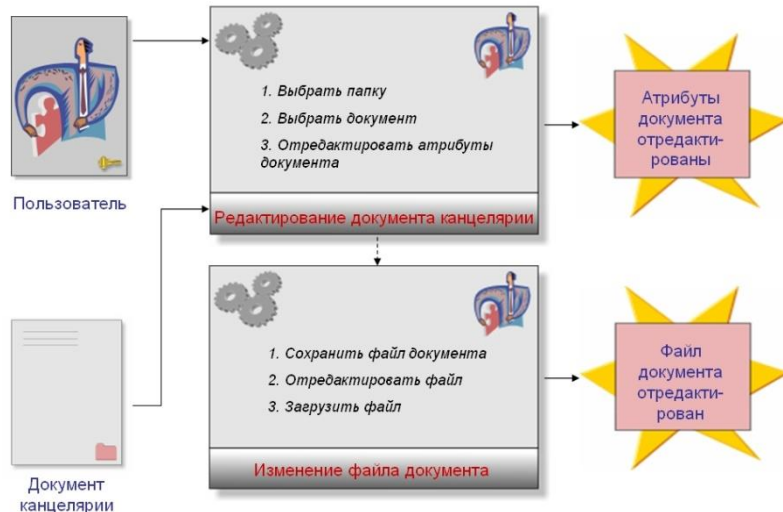 Пользователь
1. Выбрать папку
2. Выбрать документ
3. Отредактировать атрибуты
документа
Редактирование документа канцелярии
Атрибуты
документа
отредакти-
рованы
Документ
канцелярии
1. Сохранить файл документа
2. Отредактировать файл
3. Загрузить файл
Изменение файла документа
Файл
документа
отредакти-
рован